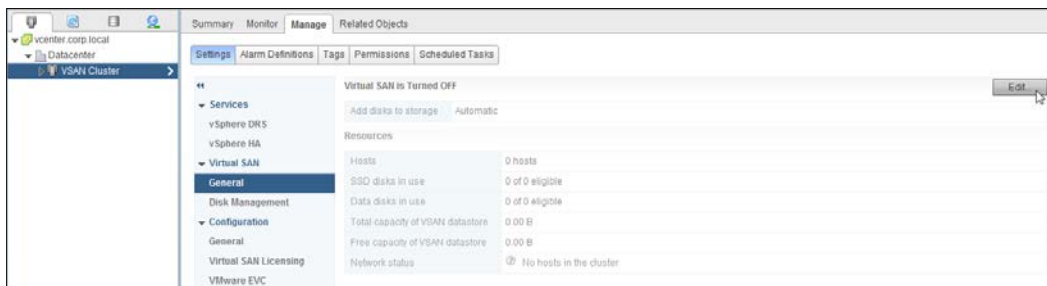 Summary Monitor Manage Related Objects
vcenter.corp.local
Datacenter
VSAN Cluster
Settings Alarm Definitions Tags Permissions Scheduled Tasks
Virtual SAN is Turned OFF
Edit...
Add disks to storage Automatic
Resources
Hosts 0 hosts
SSD disks in use 0 of 0 eligible
Data disks in use 0 of 0 eligible
Total capacity of VSAN datastore 0.00 B
Free capacity of VSAN datastore 0.00 B
Network status No hosts in the cluster
Services
vSphere DRS
vSphere HA
Virtual SAN
General
Disk Management
Configuration
General
Virtual SAN Licensing
VMware EVC